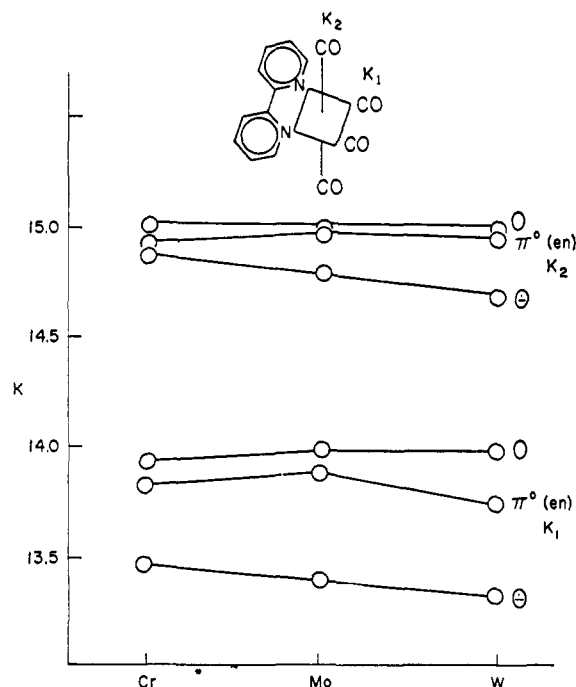 K₂
CO
K₁
N
CO
N
CO
CO
15.0
O
π° (en)
K₂
14.5
⊖̇
K
14.0
O
π° (en)
K₁
13.5
⊖̇
Cr
Mo
W